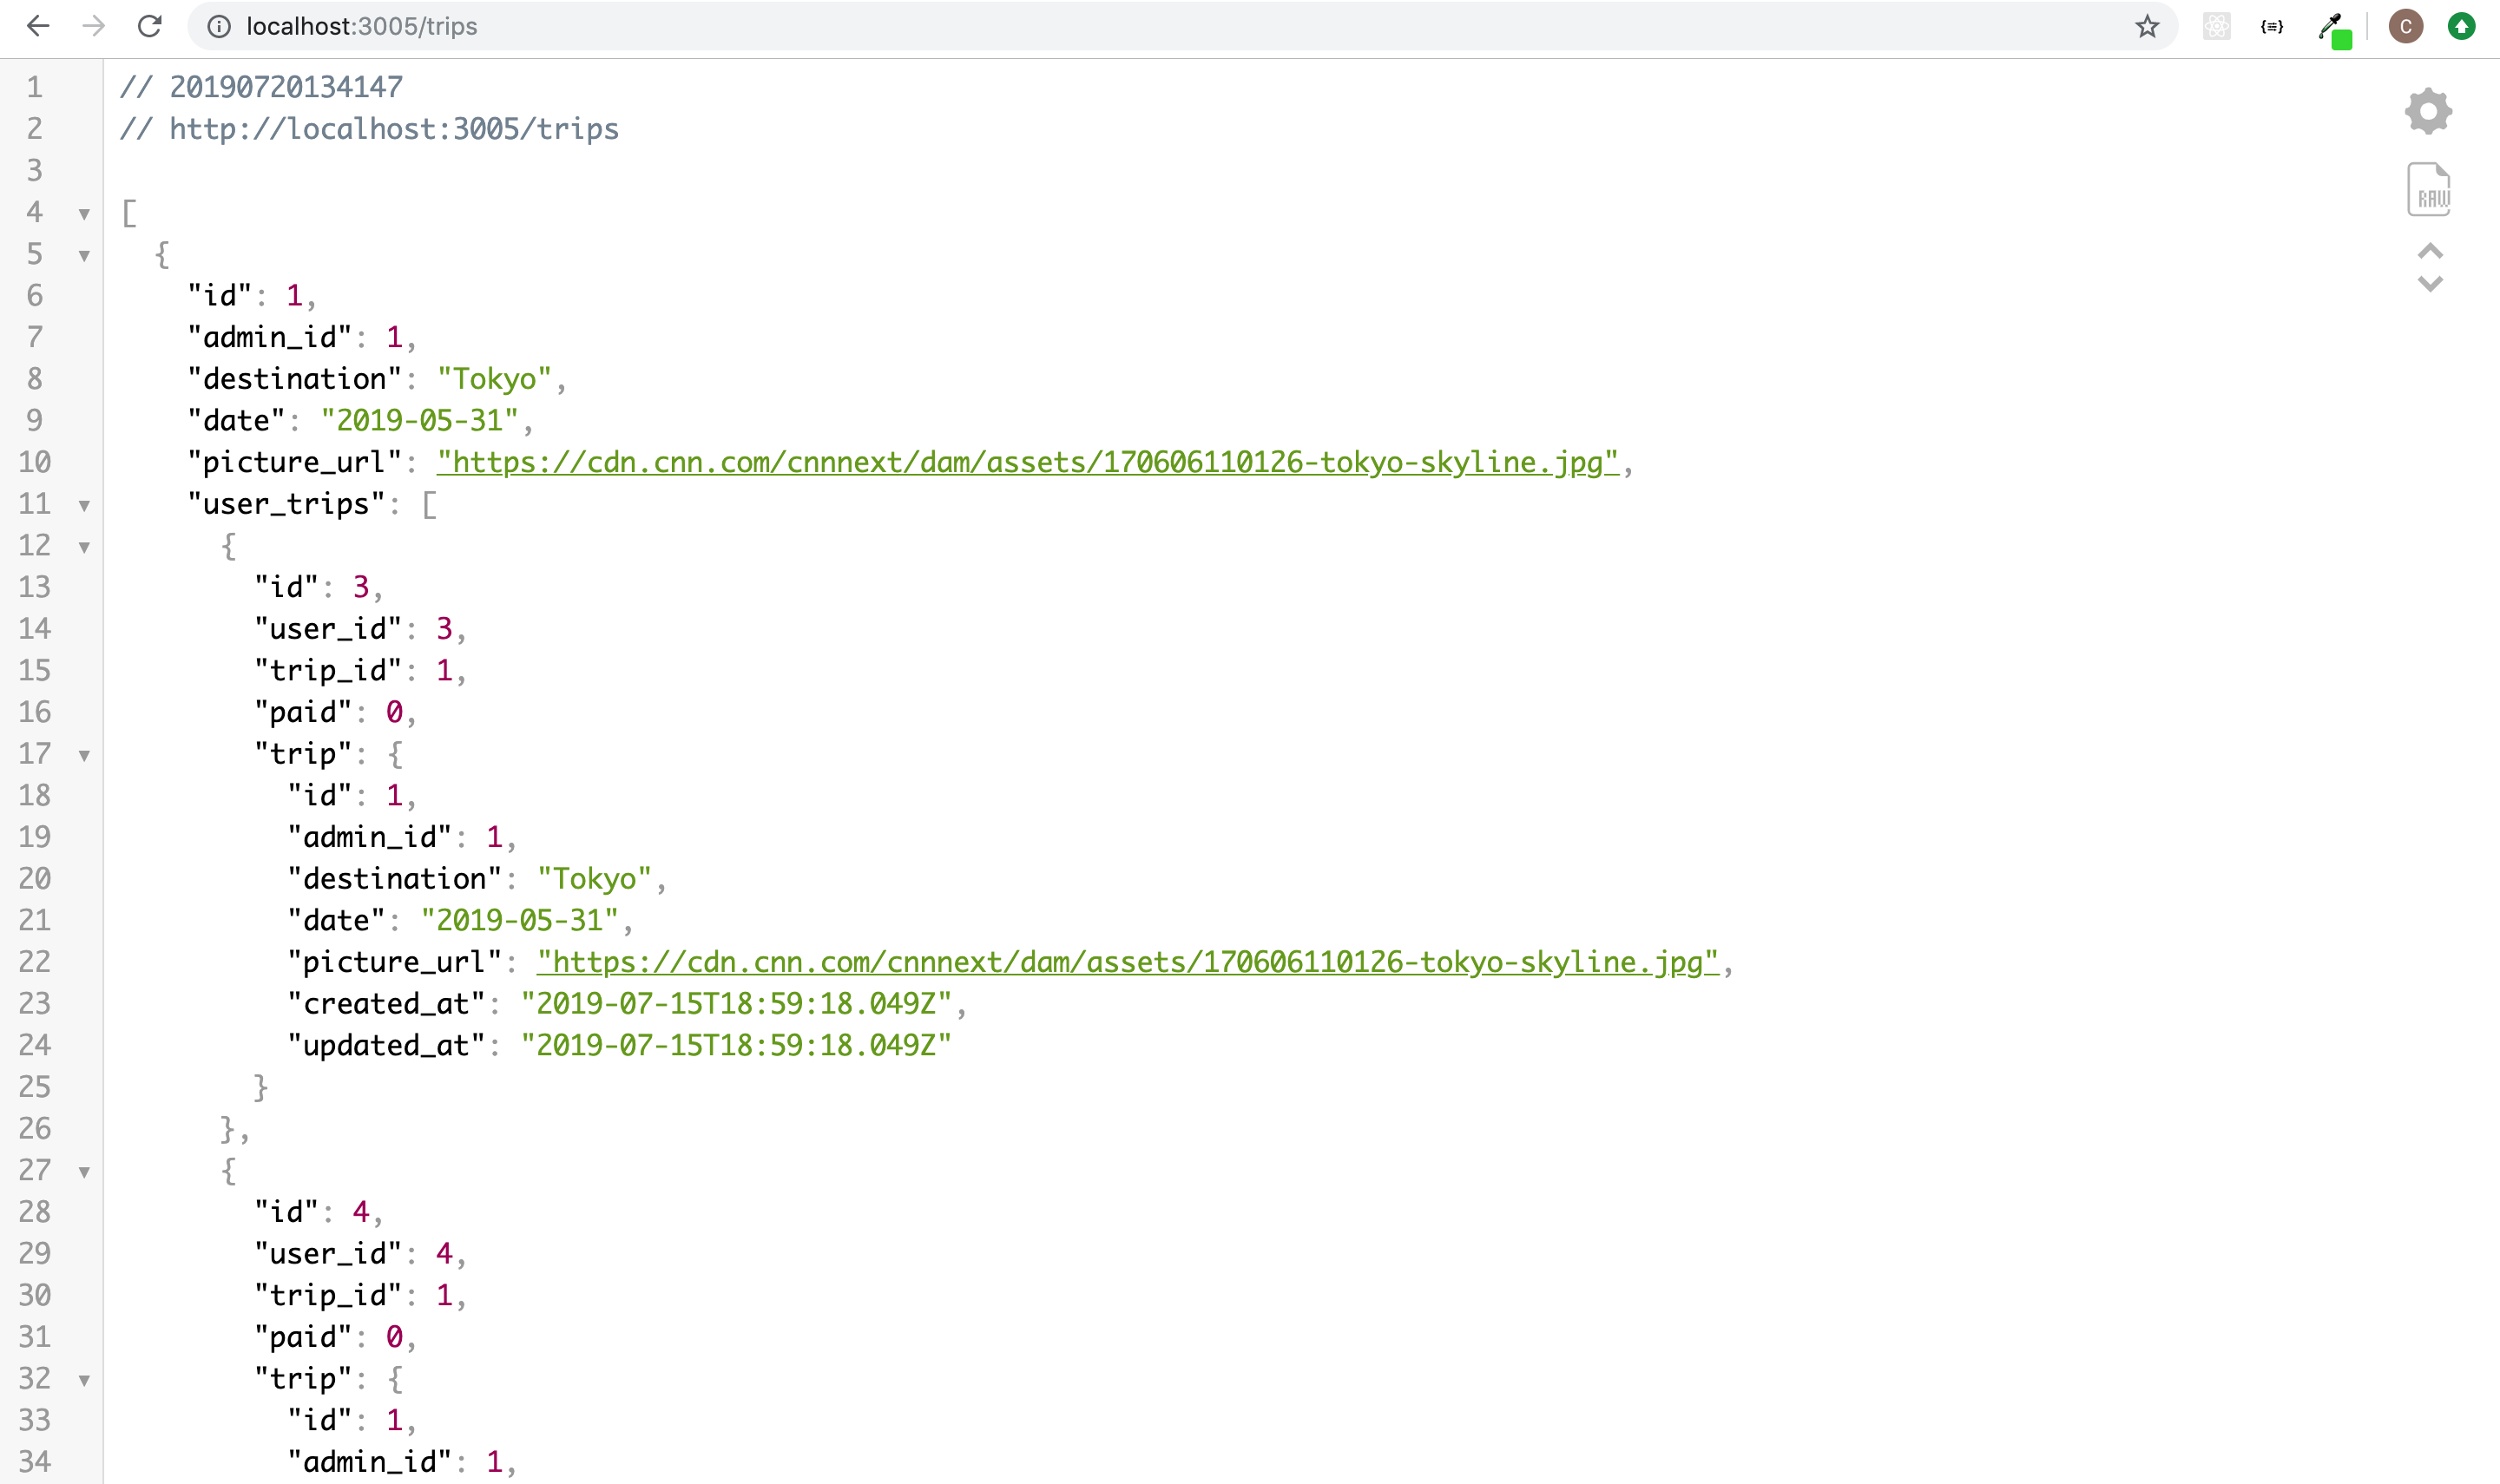 localhost:3005/trips
C
1 // 20190720134147
2 // http://localhost:3005/trips
3
4 [
5 {
6 "id": 1,
7 "admin_id": 1,
8 "destination": "Tokyo",
9 "date": "2019-05-31",
10 "picture_url": "https://cdn.cnn.com/cnnnext/dam/assets/170606110126-tokyo-skyline.jpg",
11 "user_trips": [
12 {
13 "id": 3,
14 "user_id": 3,
15 "trip_id": 1,
16 "paid": 0,
17 "trip": {
18 "id": 1,
19 "admin_id": 1,
20 "destination": "Tokyo",
21 "date": "2019-05-31",
22 "picture_url": "https://cdn.cnn.com/cnnnext/dam/assets/170606110126-tokyo-skyline.jpg",
23 "created_at": "2019-07-15T18:59:18.049Z",
24 "updated_at": "2019-07-15T18:59:18.049Z"
25 }
26 },
27 {
28 "id": 4,
29 "user_id": 4,
30 "trip_id": 1,
31 "paid": 0,
32 "trip": {
33 "id": 1,
34 "admin_id": 1,
RAW